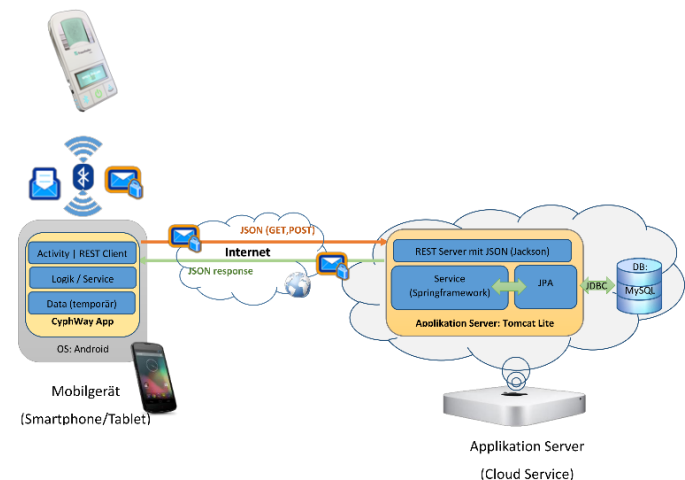 JSON (GET,POST)
Internet
JSON response
Activity | REST Client
Logik / Service
Data (temporär)
CyphWay App
OS: Android
Mobilgerät
(Smartphone/Tablet)
REST Server mit JSON (Jackson)
Service
(Springframework)
JPA
JDBC
DB:
MySQL
Applikation Server: Tomcat Lite
Applikation Server
(Cloud Service)